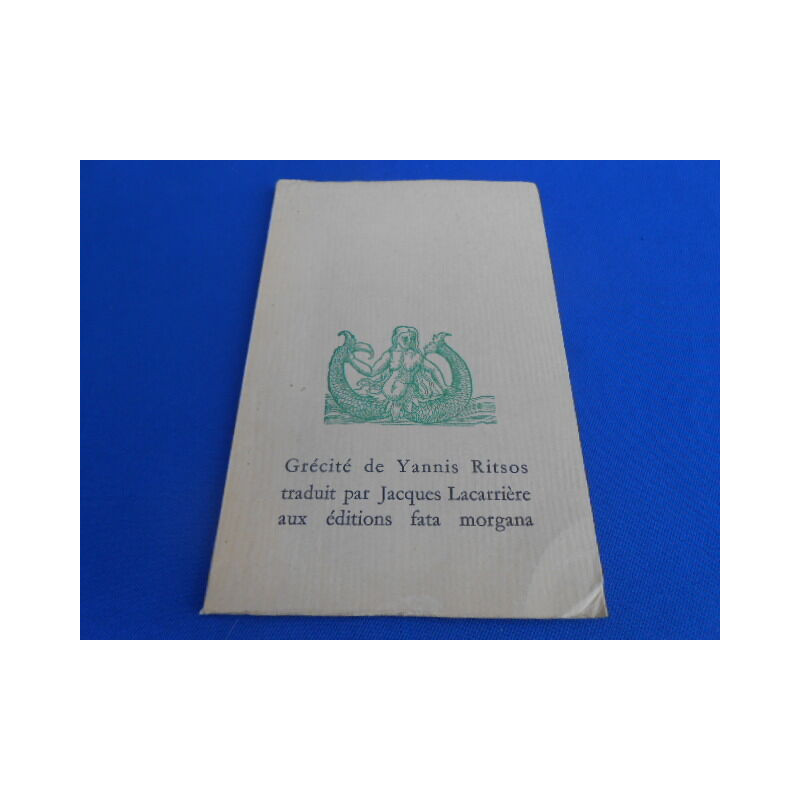 Grécité de Yannis Ritsos
traduit par Jacques Lacarrière
aux éditions fata morgana